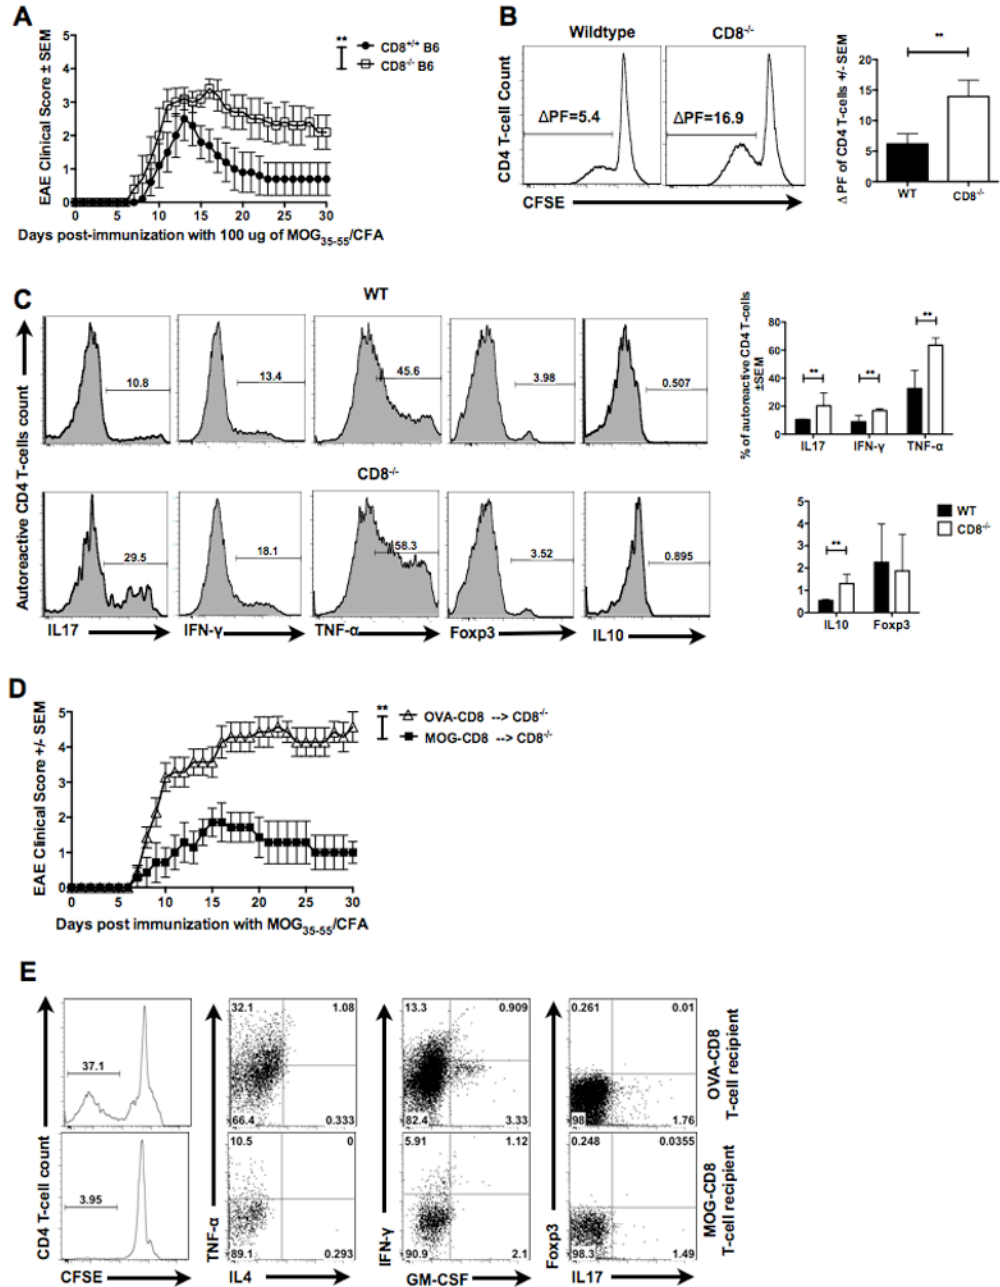 A
EAE Clinical Score ± SEM
5
4
3
2
1
0
0 5 10 15 20 25 30
Days post-immunization with 100 ug of MOG35-55/CFA
**
CD8+/+ B6
CD8-/- B6
B
Wildtype
CD8-/-
CD4 T-cell Count
ΔPF=5.4
ΔPF=16.9
CFSE
Δ PF of CD4 T-cells +/- SEM
20
15
10
5
0
**
WT
CD8-/-
C
WT
Autoreactive CD4 T-cells count
10.8
13.4
45.6
3.98
0.507
CD8-/-
29.5
18.1
58.3
3.52
0.895
IL17
IFN-γ
TNF-α
Foxp3
IL10
% of autoreactive CD4 T-cells
±SEM
80
60
40
20
0
** ** **
IL17 IFN-γ TNF-α
5
4
3
2
1
0
**
IL10 Foxp3
WT
CD8-/-
D
EAE Clinical Score +/- SEM
5
4
3
2
1
0
0 5 10 15 20 25 30
Days post immunization with MOG35-55/CFA
**
OVA-CD8 --> CD8-/-
MOG-CD8 --> CD8-/-
E
CD4 T-cell count
37.1
3.95
CFSE
TNF-α
32.1 1.08
66.4 0.333
10.5 0
89.1 0.293
IL4
IFN-γ
13.3 0.909
82.4 3.33
5.91 1.12
90.9 2.1
GM-CSF
Foxp3
0.261 0.01
98 1.76
0.248 0.0355
98.3 1.49
IL17
OVA-CD8
T-cell recipient
MOG-CD8
T-cell recipient